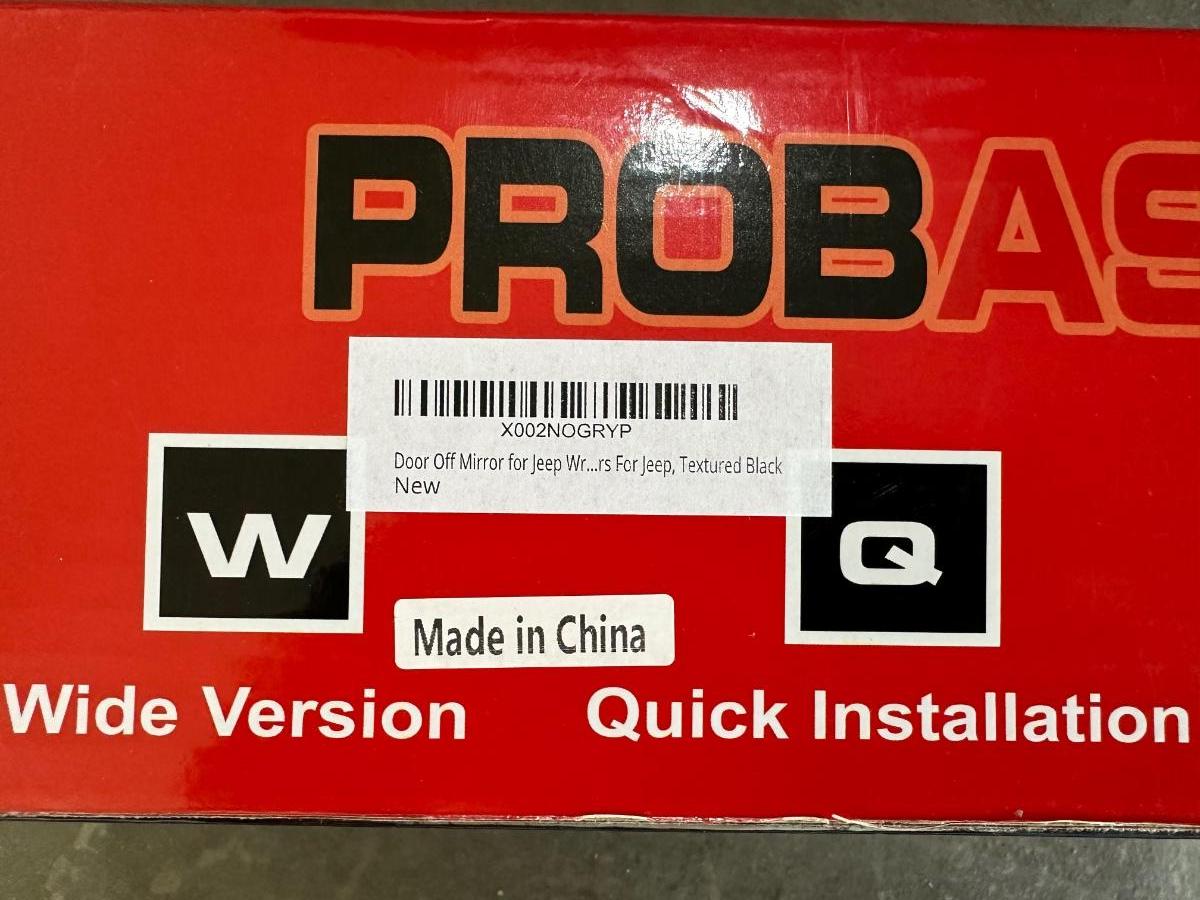 PROBAS
X002NOGRYP
Door Off Mirror for Jeep Wr...rs For Jeep, Textured Black
New
W
Q
Made in China
Wide Version
Quick Installation